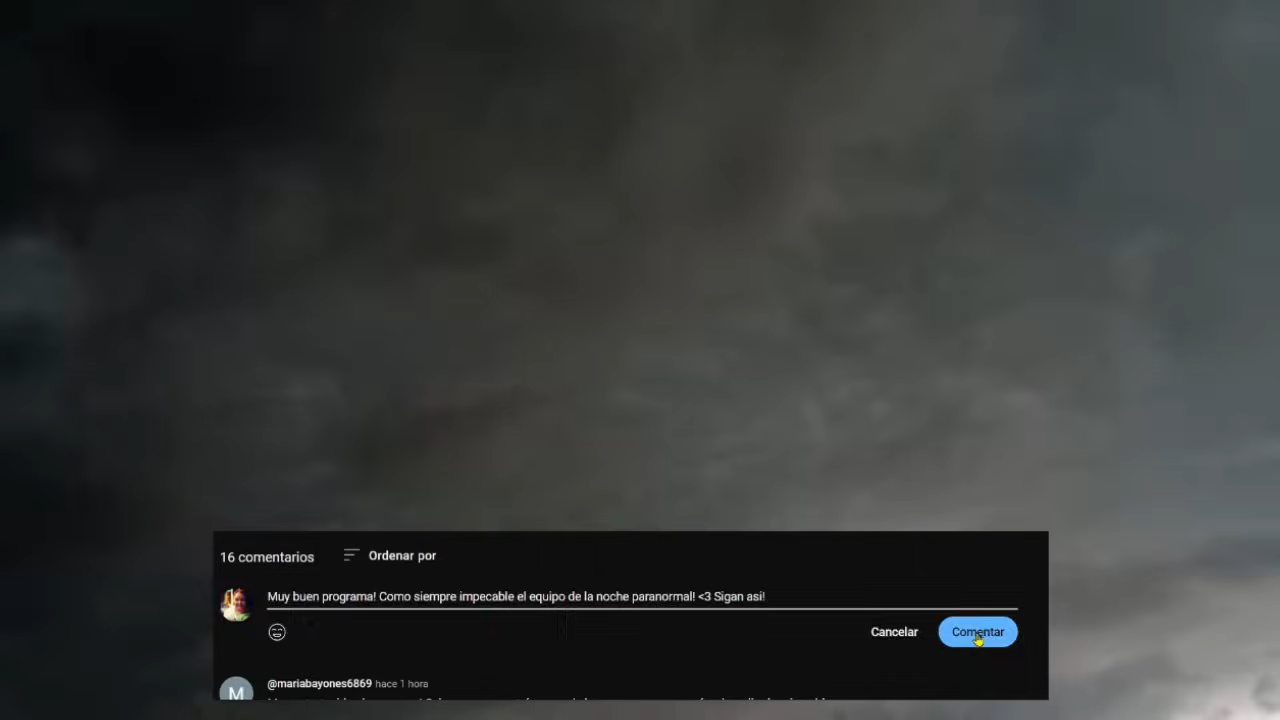 16 comentarios
Ordenar por
Muy buen programa! Como siempre impecable el equipo de la noche paranormal! <3 Sigan asi!
Cancelar
Comentar
M
@mariabayones6869 hace 1 hora